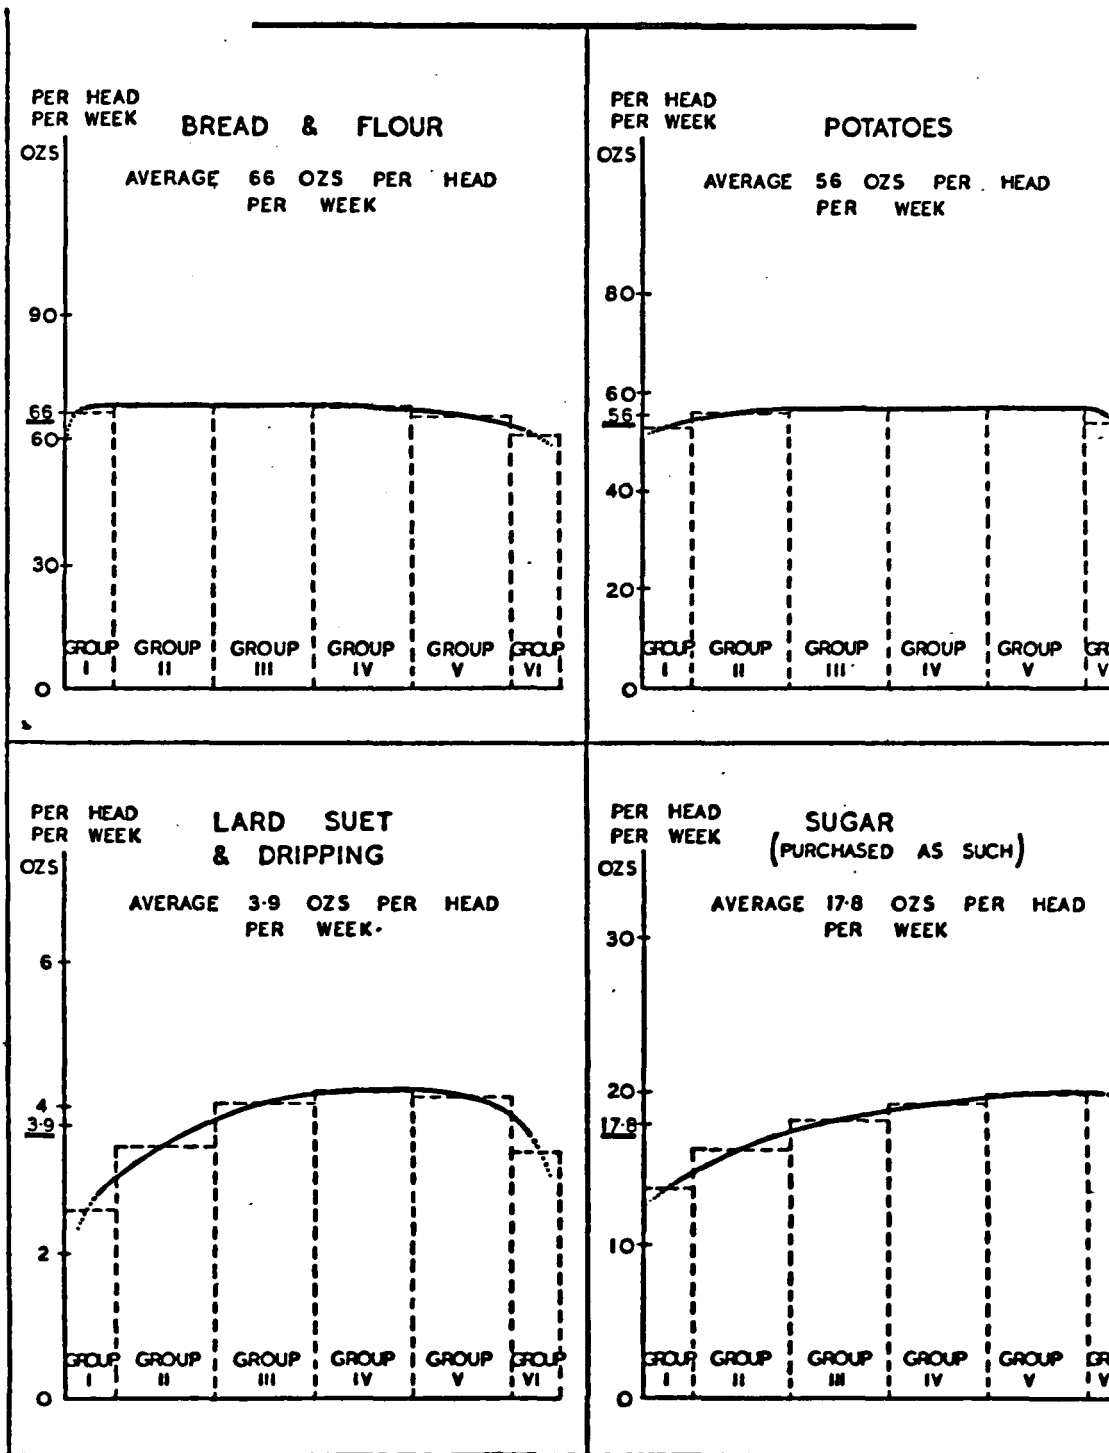 PER HEAD
PER WEEK
OZS
BREAD & FLOUR
AVERAGE 66 OZS PER HEAD
PER WEEK
90
66
60
30
0
GROUP I
GROUP II
GROUP III
GROUP IV
GROUP V
GROUP VI
PER HEAD
PER WEEK
OZS
POTATOES
AVERAGE 56 OZS PER HEAD
PER WEEK
80
60
56
40
20
0
GROUP I
GROUP II
GROUP III
GROUP IV
GROUP V
GR
V
PER HEAD
PER WEEK
OZS
LARD SUET
& DRIPPING
AVERAGE 3·9 OZS PER HEAD
PER WEEK
6
4
3·9
2
0
GROUP I
GROUP II
GROUP III
GROUP IV
GROUP V
GROUP VI
PER HEAD
PER WEEK
OZS
SUGAR
(PURCHASED AS SUCH)
AVERAGE 17·8 OZS PER HEAD
PER WEEK
30
20
17·8
10
0
GROUP I
GROUP II
GROUP III
GROUP IV
GROUP V
GR
V